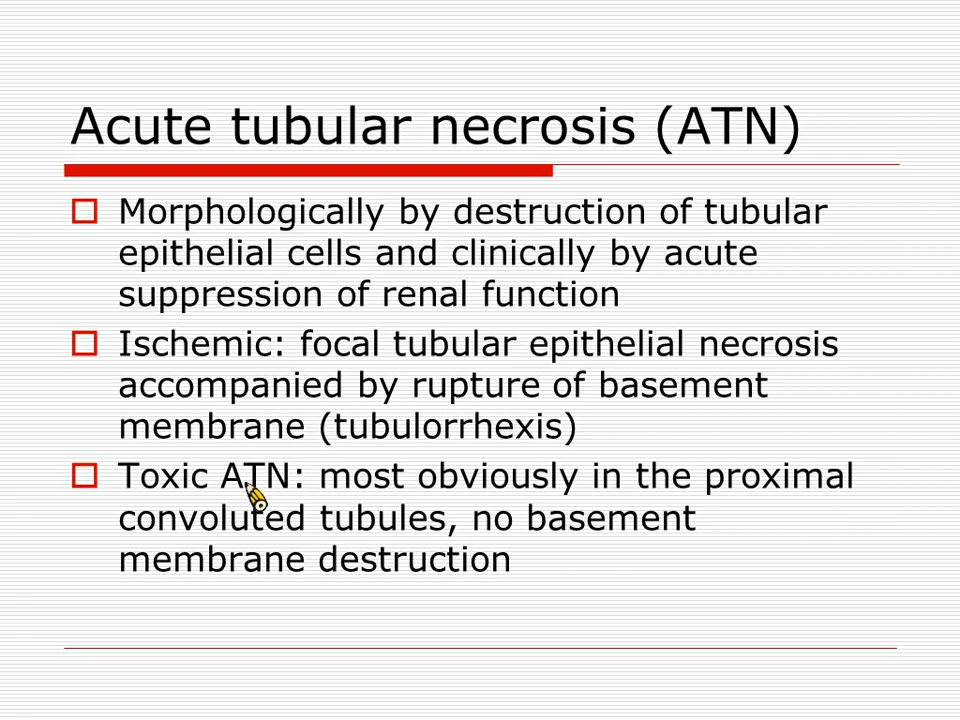 Acute tubular necrosis (ATN)
Morphologically by destruction of tubular
epithelial cells and clinically by acute
suppression of renal function
Ischemic: focal tubular epithelial necrosis
accompanied by rupture of basement
membrane (tubulorrhexis)
Toxic ATN: most obviously in the proximal
convoluted tubules, no basement
membrane destruction